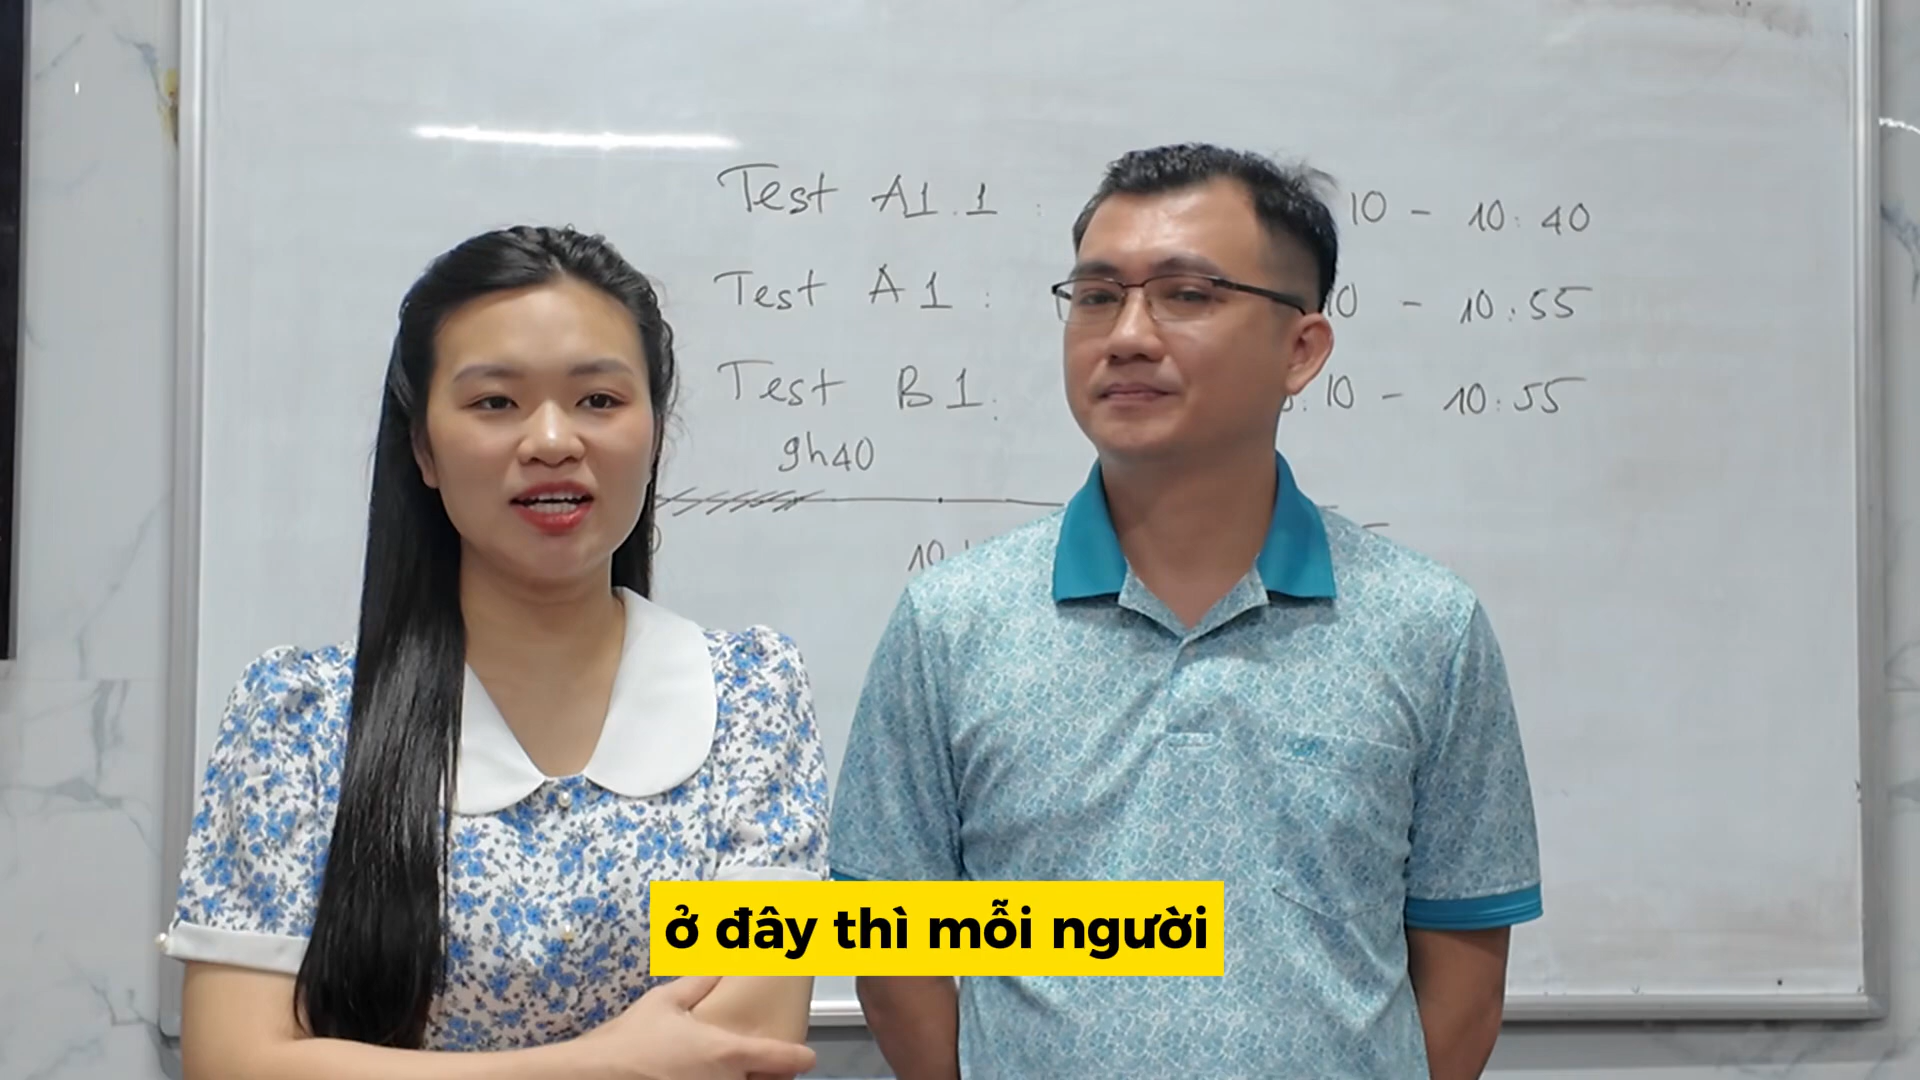 Test A1.1 : 10 - 10:40
Test A1 : 10 - 10:55
Test B1: 10 - 10:55
9h40
10
ở đây thì mỗi người